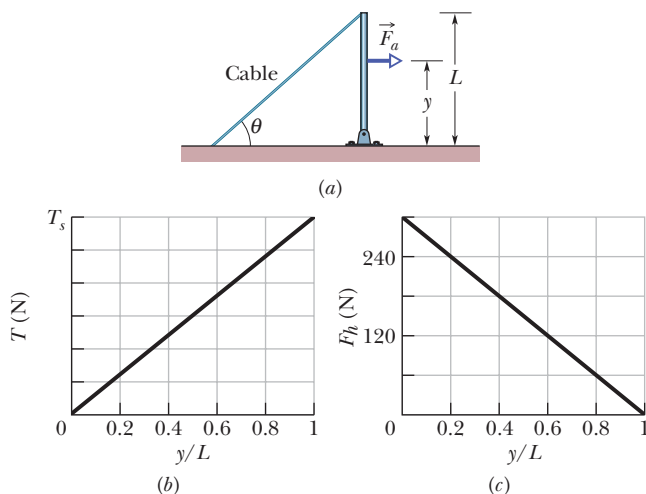 F_a
Cable
L
y
θ
(a)
T_s
T (N)
0 0.2 0.4 0.6 0.8 1
y/L
(b)
240
120
F_h (N)
0 0.2 0.4 0.6 0.8 1
y/L
(c)